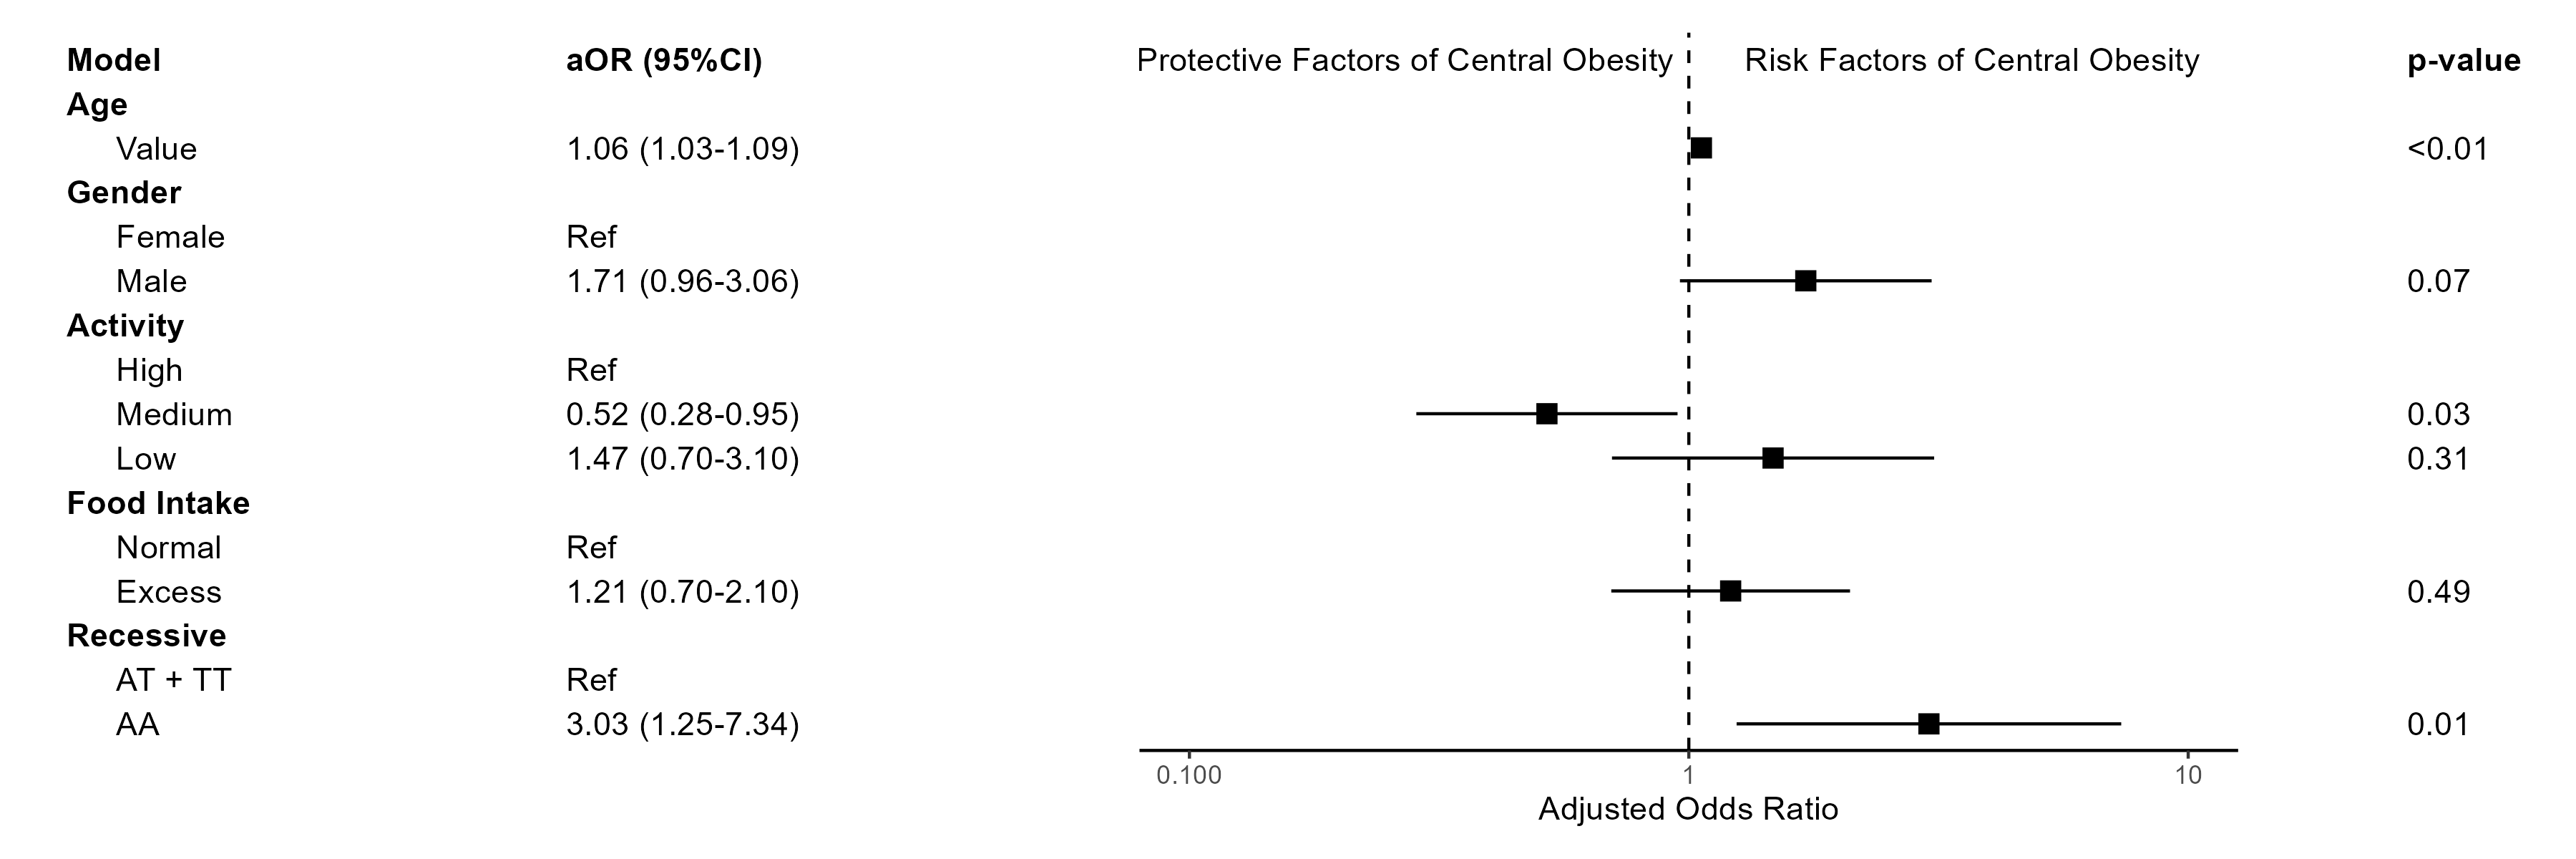 Model aOR (95%CI) Protective Factors of Central Obesity Risk Factors of Central Obesity p-value
Age
Value 1.06 (1.03-1.09) <0.01
Gender
Female Ref
Male 1.71 (0.96-3.06) 0.07
Activity
High Ref
Medium 0.52 (0.28-0.95) 0.03
Low 1.47 (0.70-3.10) 0.31
Food Intake
Normal Ref
Excess 1.21 (0.70-2.10) 0.49
Recessive
AT + TT Ref
AA 3.03 (1.25-7.34) 0.01
0.100 1 10
Adjusted Odds Ratio